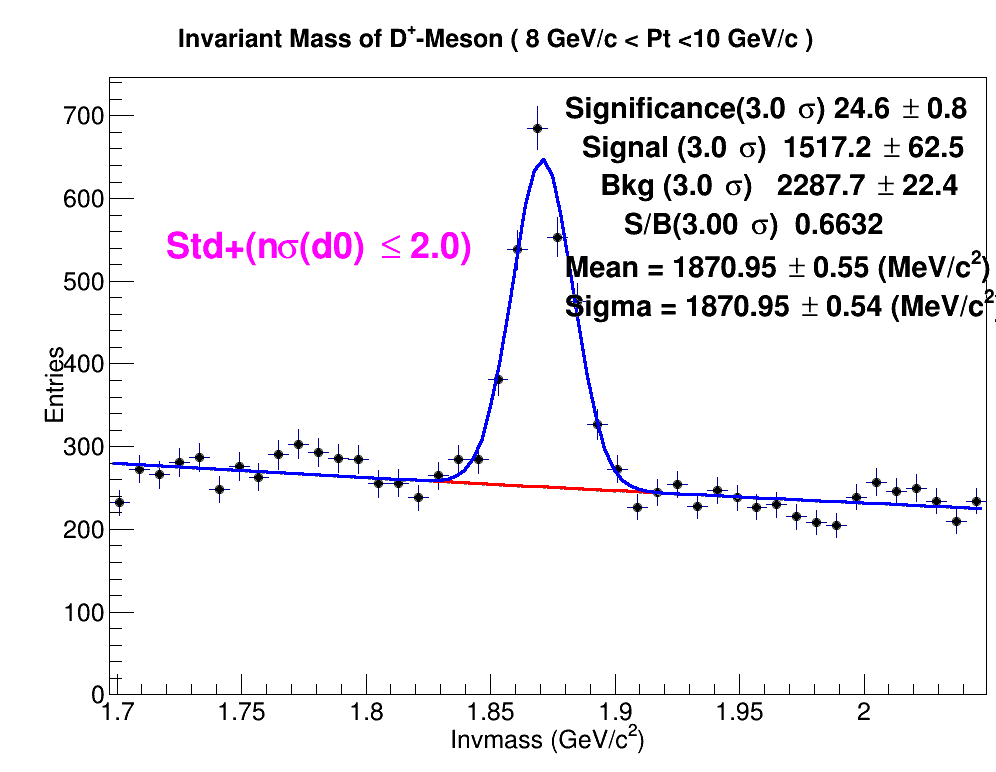 Invariant Mass of D⁺-Meson ( 8 GeV/c < Pt <10 GeV/c )
Significance(3.0 σ) 24.6 ± 0.8
Signal (3.0 σ) 1517.2 ± 62.5
Bkg (3.0 σ) 2287.7 ± 22.4
S/B(3.00 σ) 0.6632
Mean = 1870.95 ± 0.55 (MeV/c²)
Sigma = 1870.95 ± 0.54 (MeV/c²)
Std+(nσ(d0) ≤ 2.0)
Entries
700
600
500
400
300
200
100
0
1.7 1.75 1.8 1.85 1.9 1.95 2
Invmass (GeV/c²)